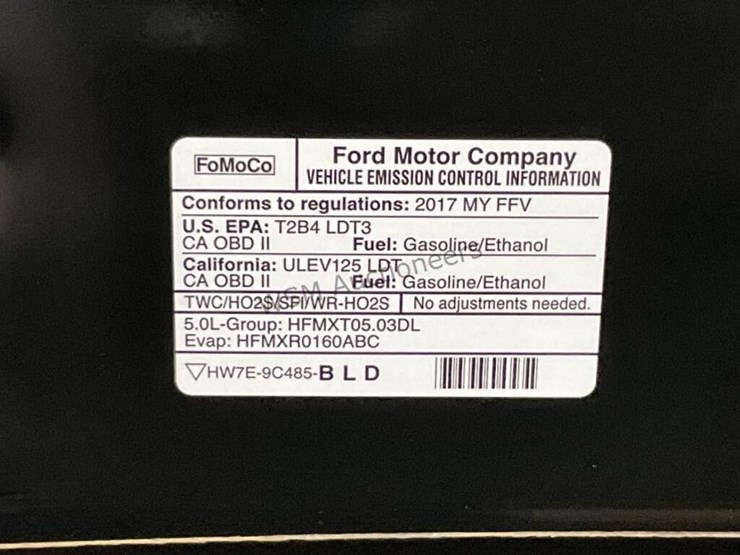 FoMoCo
Ford Motor Company
VEHICLE EMISSION CONTROL INFORMATION
Conforms to regulations: 2017 MY FFV
U.S. EPA: T2B4 LDT3
CA OBD II Fuel: Gasoline/Ethanol
California: ULEV125 LDT
CA OBD II Fuel: Gasoline/Ethanol
TWC/HO2S/SFI/WR-HO2S No adjustments needed.
5.0L-Group: HFMXT05.03DL
Evap: HFMXR0160ABC
HW7E-9C485-B L D
Auctioneers